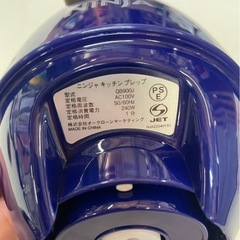 NINJA
ニンジャ キッチン プレップ
型式 QB900J
定格電圧 AC100V
定格周波数 50/60Hz
定格消費電力 240W
定格時間 1分
株式会社オークローンマーケティング
MADE IN CHINA
PS
E
JET